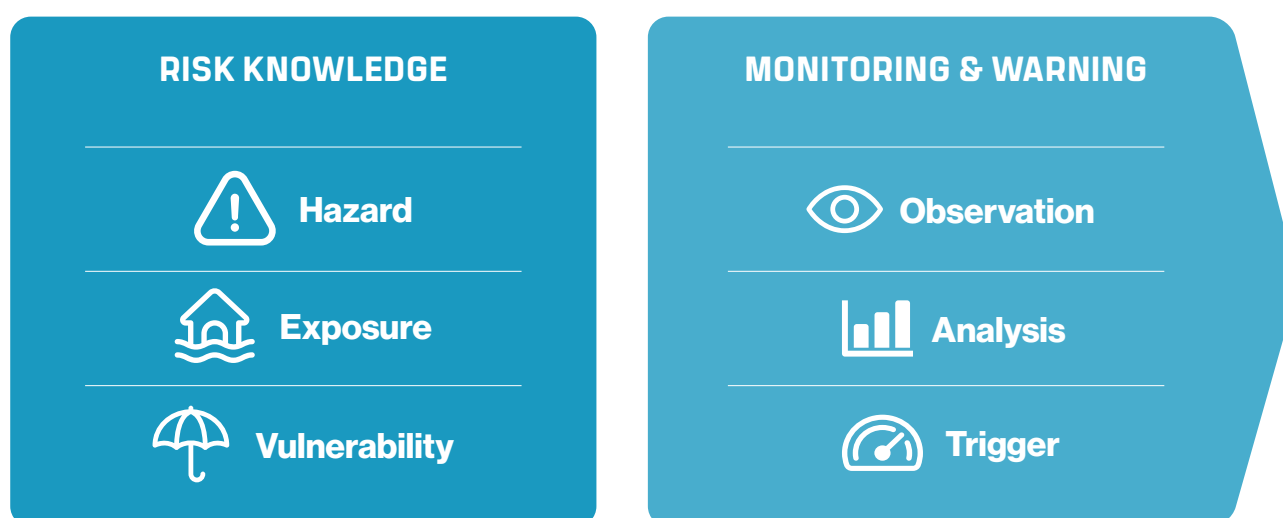 RISK KNOWLEDGE
Hazard
Exposure
Vulnerability
MONITORING & WARNING
Observation
Analysis
Trigger